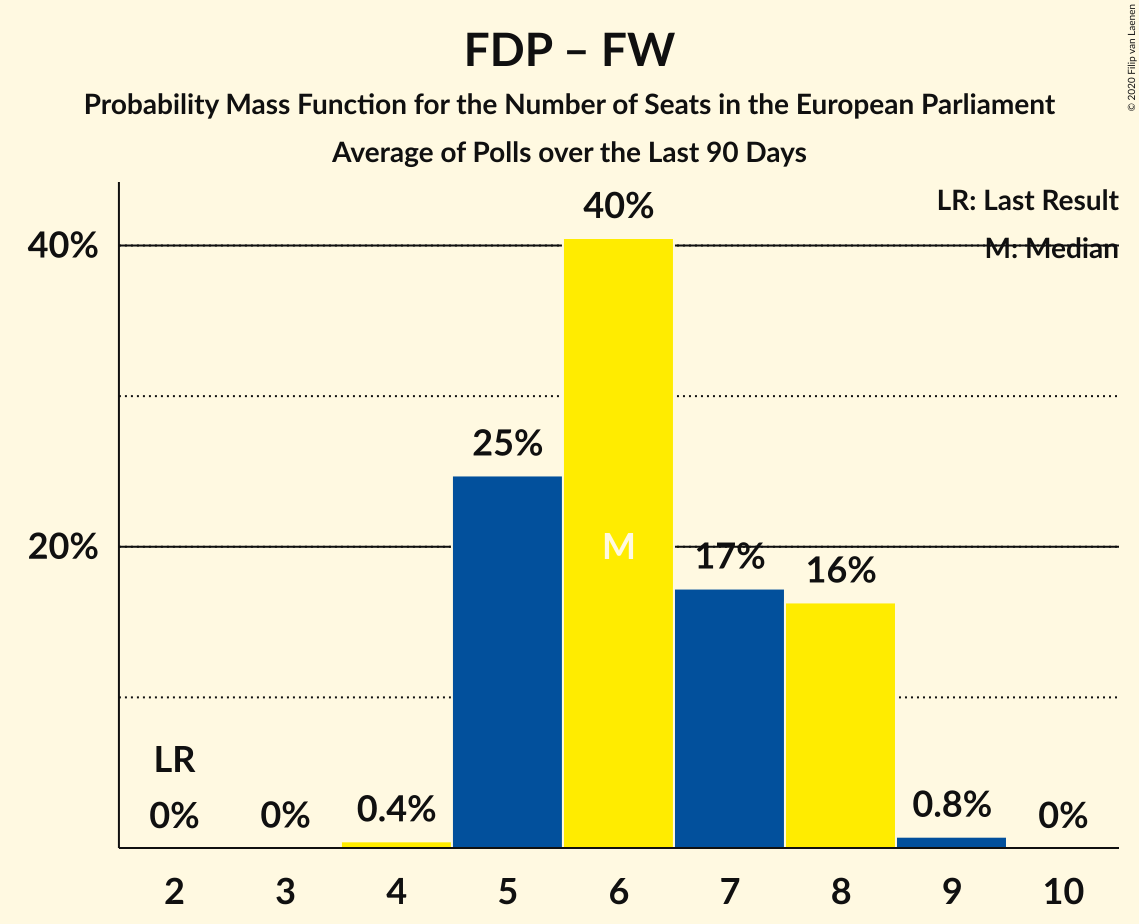 FDP – FW
Probability Mass Function for the Number of Seats in the European Parliament
Average of Polls over the Last 90 Days
© 2020 Filip van Laenen
LR: Last Result
M: Median
40%
20%
LR
0%
0%
0.4%
25%
40%
M
17%
16%
0.8%
0%
2 3 4 5 6 7 8 9 10